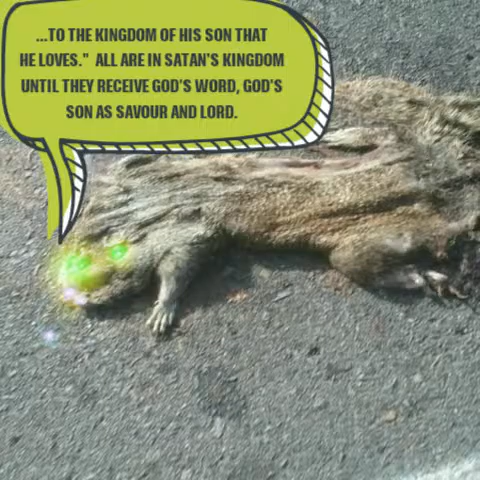 ...TO THE KINGDOM OF HIS SON THAT
HE LOVES." ALL ARE IN SATAN'S KINGDOM
UNTIL THEY RECEIVE GOD'S WORD, GOD'S
SON AS SAVOUR AND LORD.